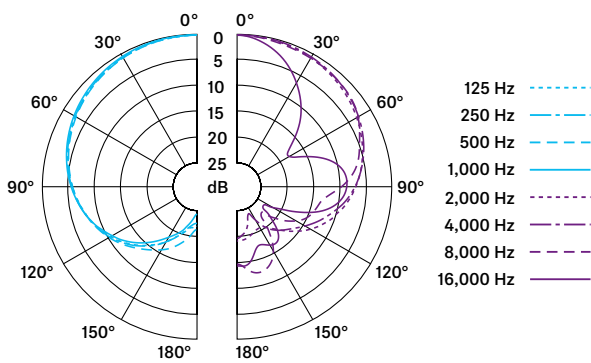 0° 0°
30° 0 30°
5
10
60° 15 60°
20
25
90° dB 90°
120° 120°
150° 150°
180° 180°
125 Hz
250 Hz
500 Hz
1,000 Hz
2,000 Hz
4,000 Hz
8,000 Hz
16,000 Hz